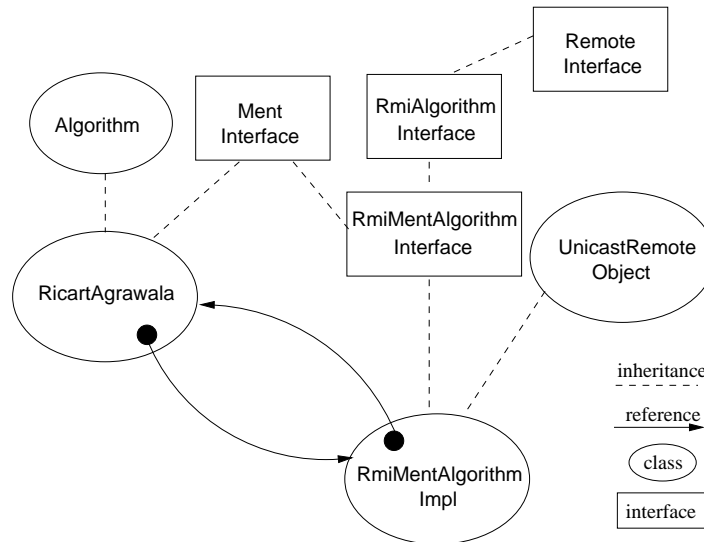 Remote
Interface
Ment
Interface
RmiAlgorithm
Interface
Algorithm
RmiMentAlgorithm
Interface
UnicastRemote
Object
RicartAgrawala
inheritance
reference
class
RmiMentAlgorithm
Impl
interface